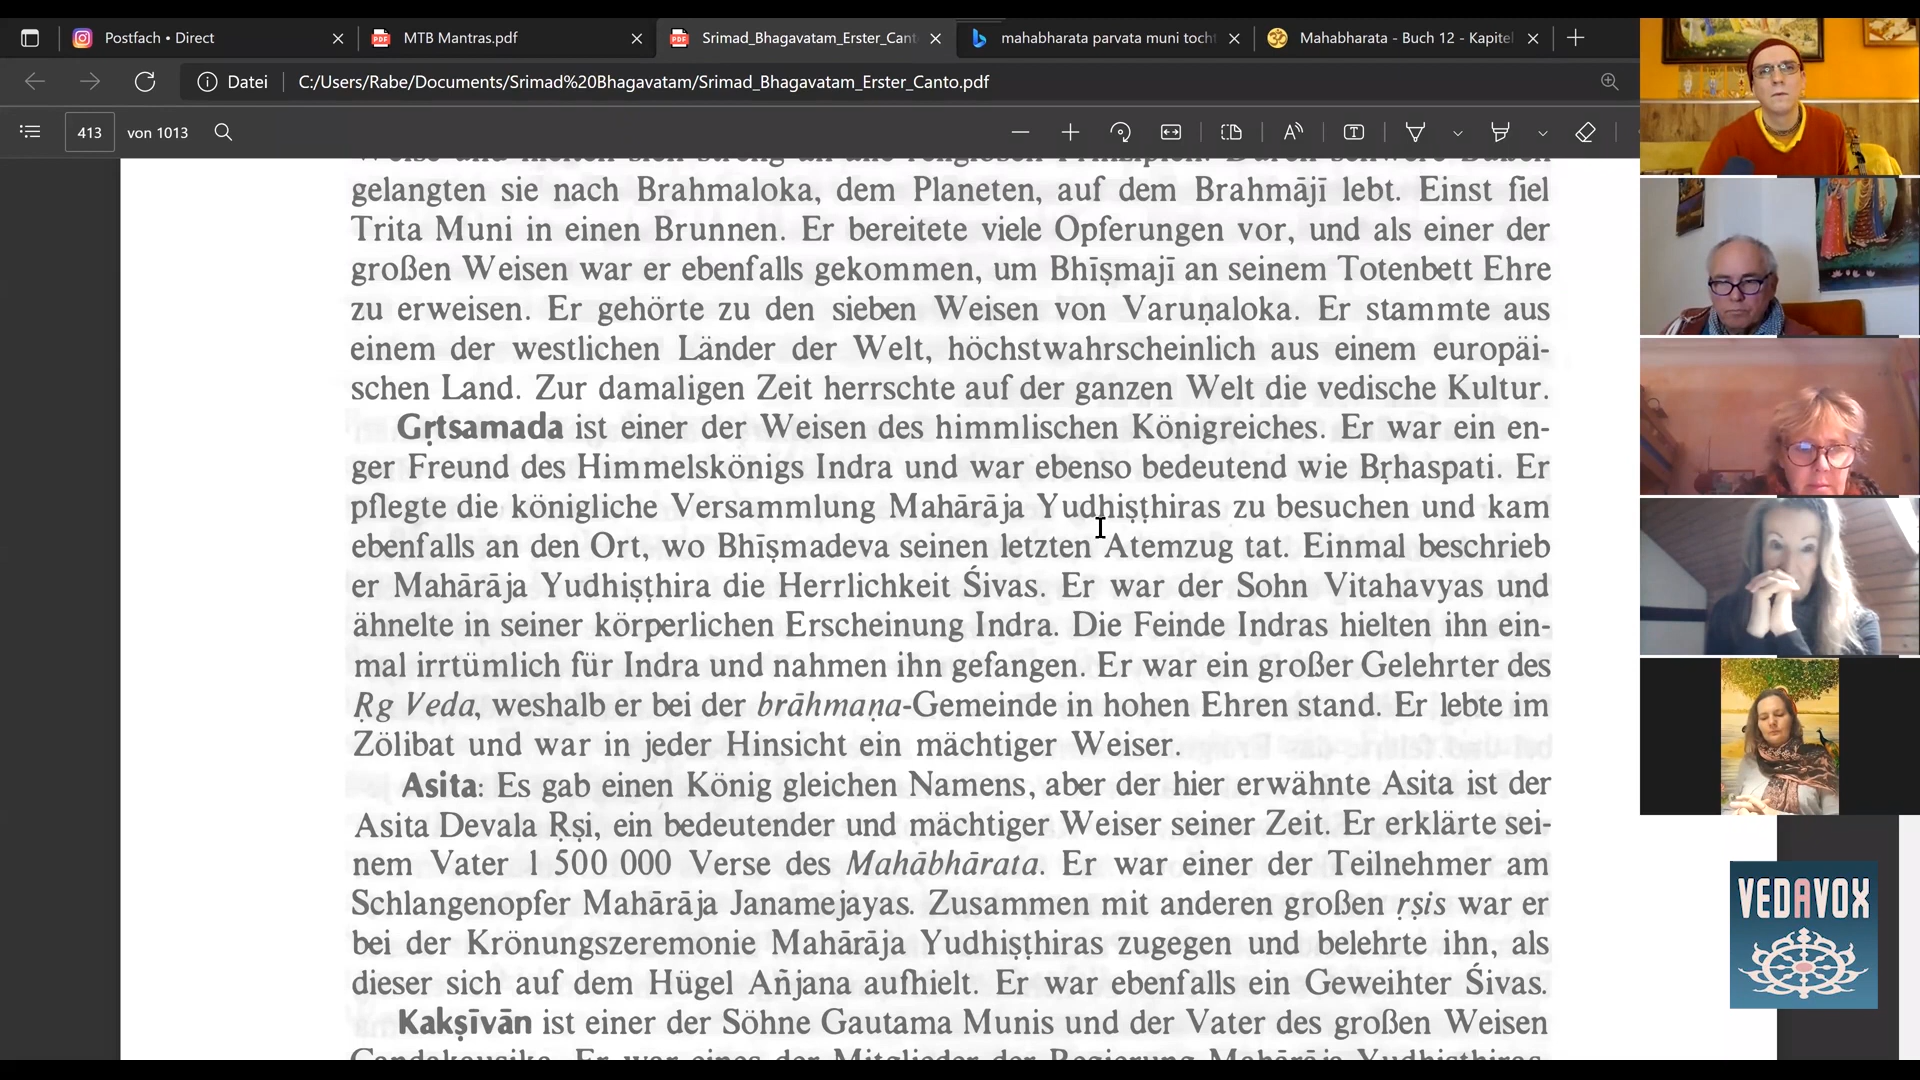 Postfach • Direct
MTB Mantras.pdf
Srimad_Bhagavatam_Erster_Cant
mahabharata parvata muni tocht
Mahabharata - Buch 12 - Kapitel
Datei
C:/Users/Rabe/Documents/Srimad%20Bhagavatam/Srimad_Bhagavatam_Erster_Canto.pdf
413 von 1013
gelangten sie nach Brahmaloka, dem Planeten, auf dem Brahmājī lebt. Einst fiel
Trita Muni in einen Brunnen. Er bereitete viele Opferungen vor, und als einer der
großen Weisen war er ebenfalls gekommen, um Bhīṣmajī an seinem Totenbett Ehre
zu erweisen. Er gehörte zu den sieben Weisen von Varuṇaloka. Er stammte aus
einem der westlichen Länder der Welt, höchstwahrscheinlich aus einem europäi-
schen Land. Zur damaligen Zeit herrschte auf der ganzen Welt die vedische Kultur.
Gṛtsamada ist einer der Weisen des himmlischen Königreiches. Er war ein en-
ger Freund des Himmelskönigs Indra und war ebenso bedeutend wie Bṛhaspati. Er
pflegte die königliche Versammlung Mahārāja Yudhiṣṭhiras zu besuchen und kam
ebenfalls an den Ort, wo Bhīṣmadeva seinen letzten Atemzug tat. Einmal beschrieb
er Mahārāja Yudhiṣṭhira die Herrlichkeit Śivas. Er war der Sohn Vitahavyas und
ähnelte in seiner körperlichen Erscheinung Indra. Die Feinde Indras hielten ihn ein-
mal irrtümlich für Indra und nahmen ihn gefangen. Er war ein großer Gelehrter des
Ṛg Veda, weshalb er bei der brāhmaṇa-Gemeinde in hohen Ehren stand. Er lebte im
Zölibat und war in jeder Hinsicht ein mächtiger Weiser.
Asita: Es gab einen König gleichen Namens, aber der hier erwähnte Asita ist der
Asita Devala Ṛṣi, ein bedeutender und mächtiger Weiser seiner Zeit. Er erklärte sei-
nem Vater 1 500 000 Verse des Mahābhārata. Er war einer der Teilnehmer am
Schlangenopfer Mahārāja Janamejayas. Zusammen mit anderen großen ṛṣis war er
bei der Krönungszeremonie Mahārāja Yudhiṣṭhiras zugegen und belehrte ihn, als
dieser sich auf dem Hügel Añjana aufhielt. Er war ebenfalls ein Geweihter Śivas.
Kakṣīvān ist einer der Söhne Gautama Munis und der Vater des großen Weisen
VEDAVOX